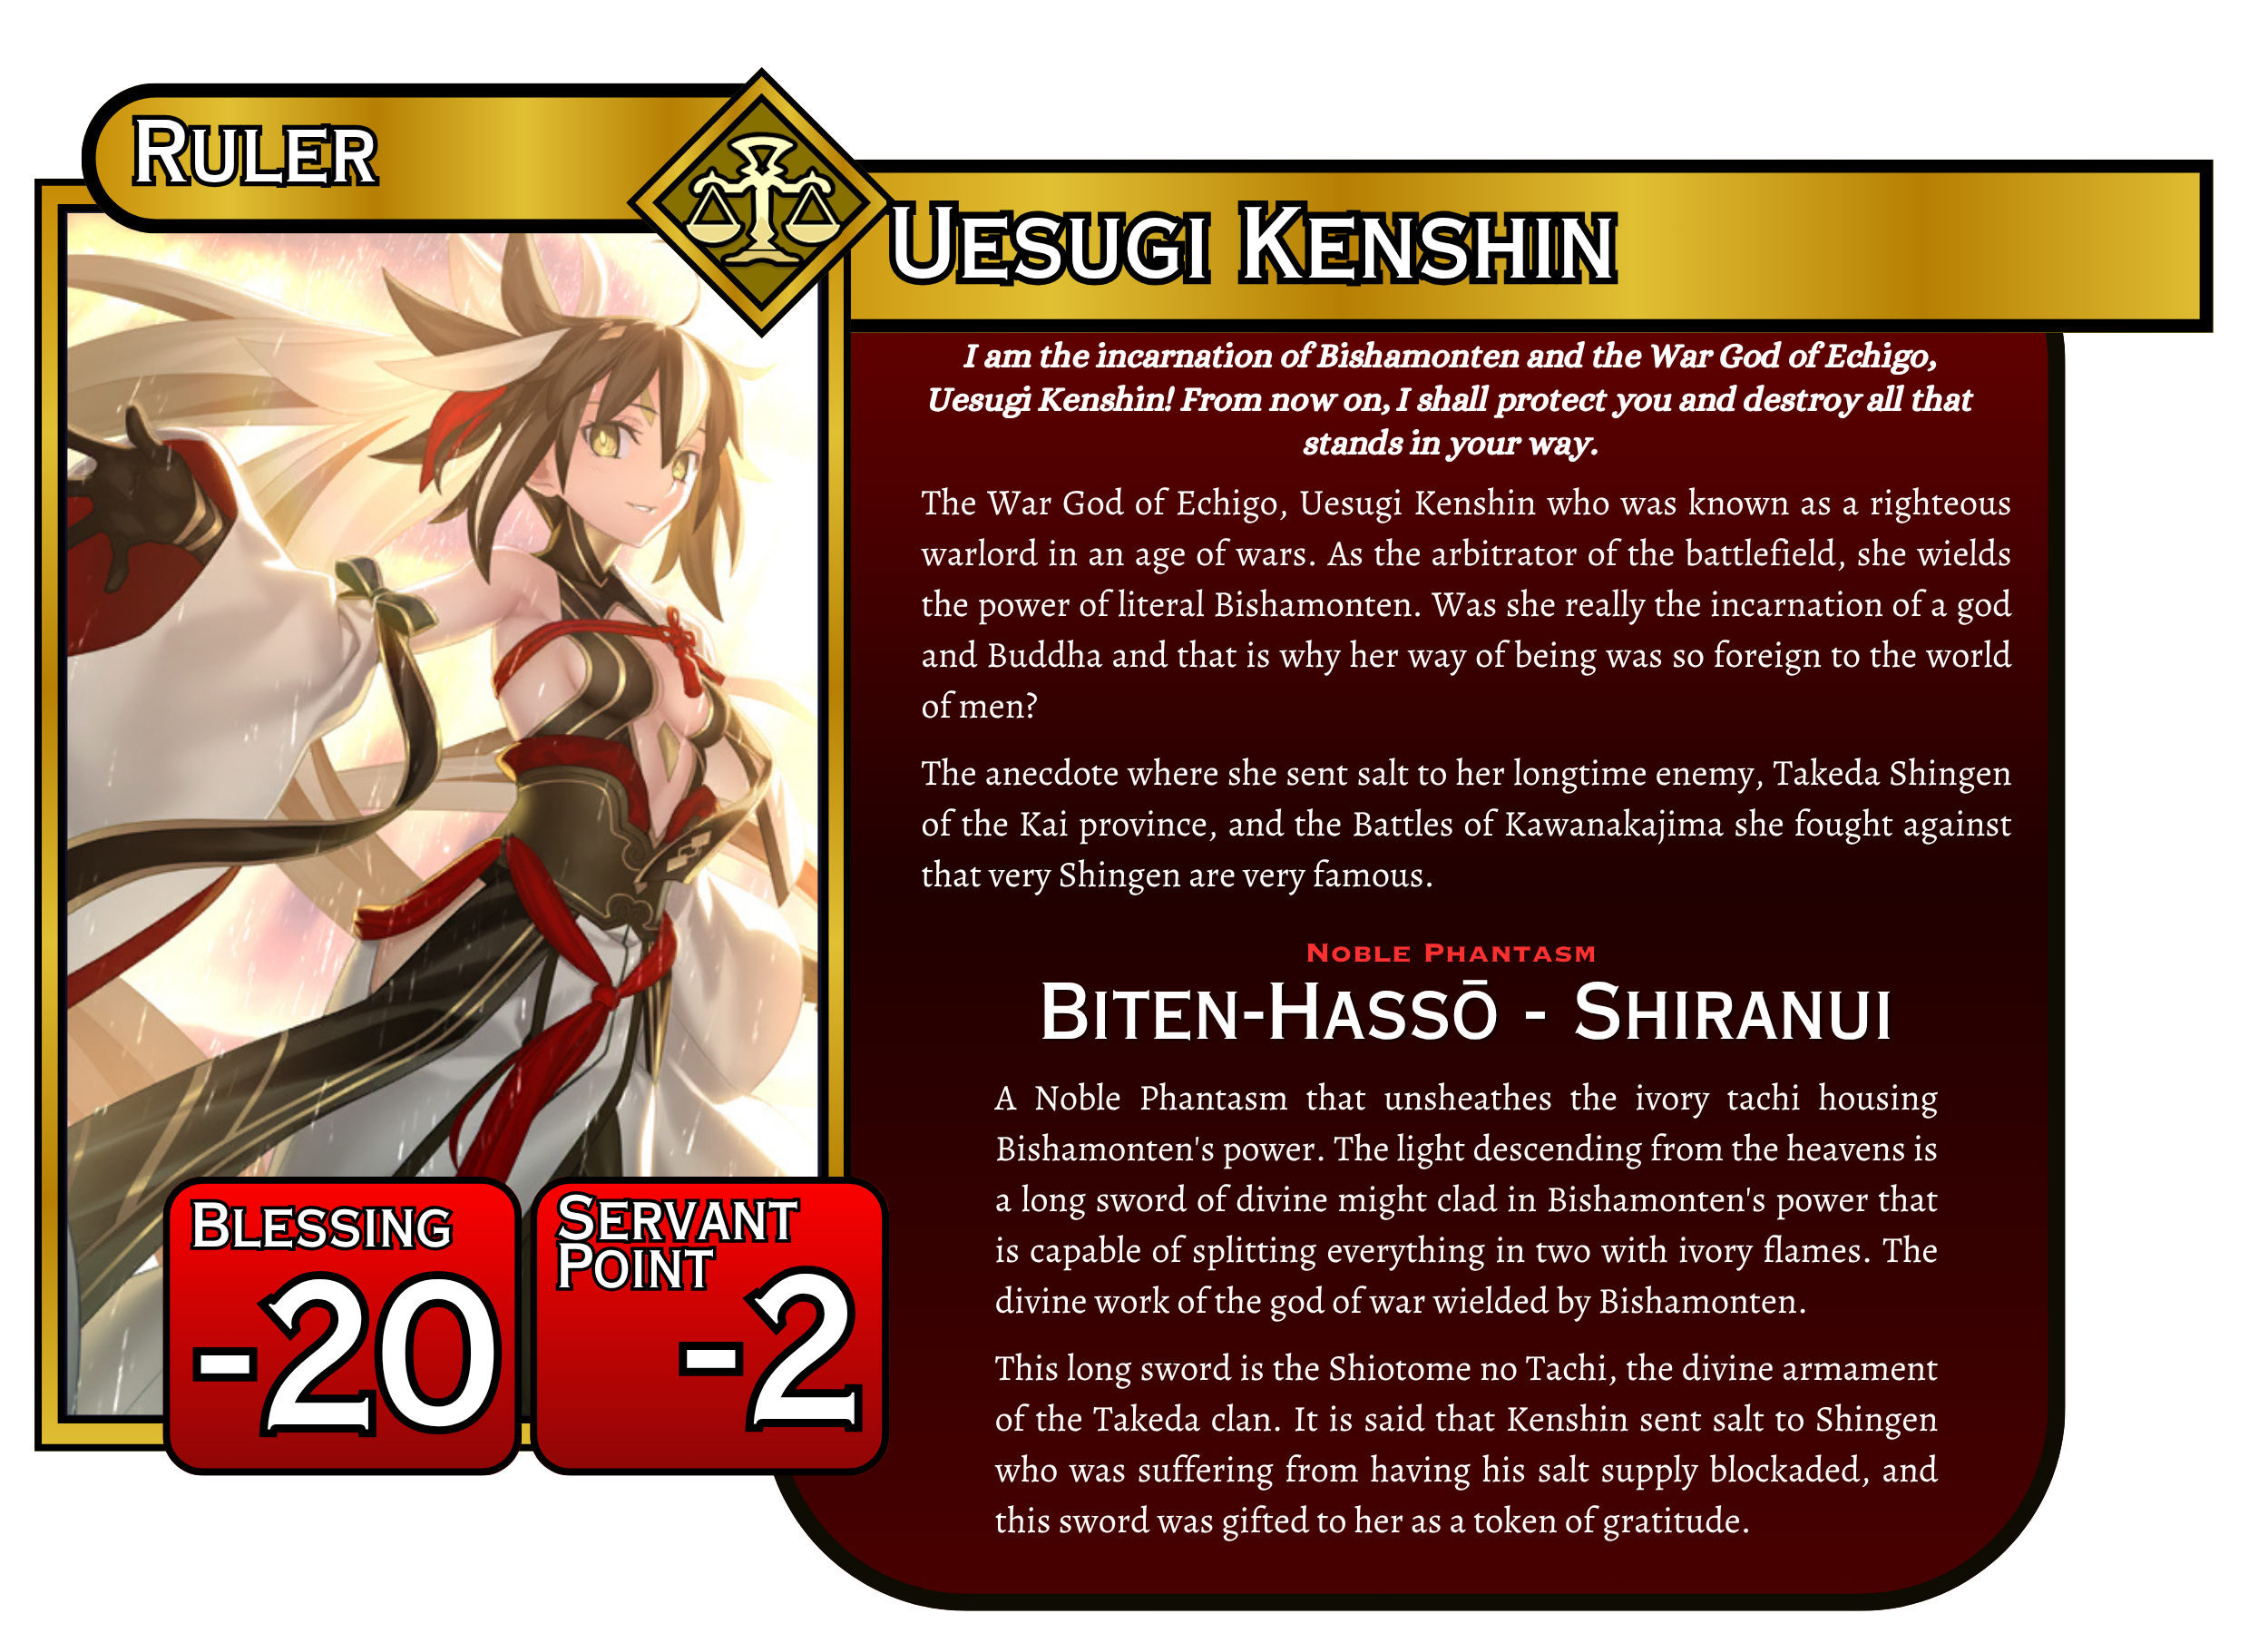 RULER
UESUGI KENSHIN
I am the incarnation of Bishamonten and the War God of Echigo,
Uesugi Kenshin! From now on, I shall protect you and destroy all that
stands in your way.
The War God of Echigo, Uesugi Kenshin who was known as a righteous
warlord in an age of wars. As the arbitrator of the battlefield, she wields
the power of literal Bishamonten. Was she really the incarnation of a god
and Buddha and that is why her way of being was so foreign to the world
of men?
The anecdote where she sent salt to her longtime enemy, Takeda Shingen
of the Kai province, and the Battles of Kawanakajima she fought against
that very Shingen are very famous.
NOBLE PHANTASM
BITEN-HASSŌ - SHIRANUI
A Noble Phantasm that unsheathes the ivory tachi housing
Bishamonten's power. The light descending from the heavens is
a long sword of divine might clad in Bishamonten's power that
is capable of splitting everything in two with ivory flames. The
divine work of the god of war wielded by Bishamonten.
This long sword is the Shiotome no Tachi, the divine armament
of the Takeda clan. It is said that Kenshin sent salt to Shingen
who was suffering from having his salt supply blockaded, and
this sword was gifted to her as a token of gratitude.
BLESSING
-20
SERVANT
POINT
-2